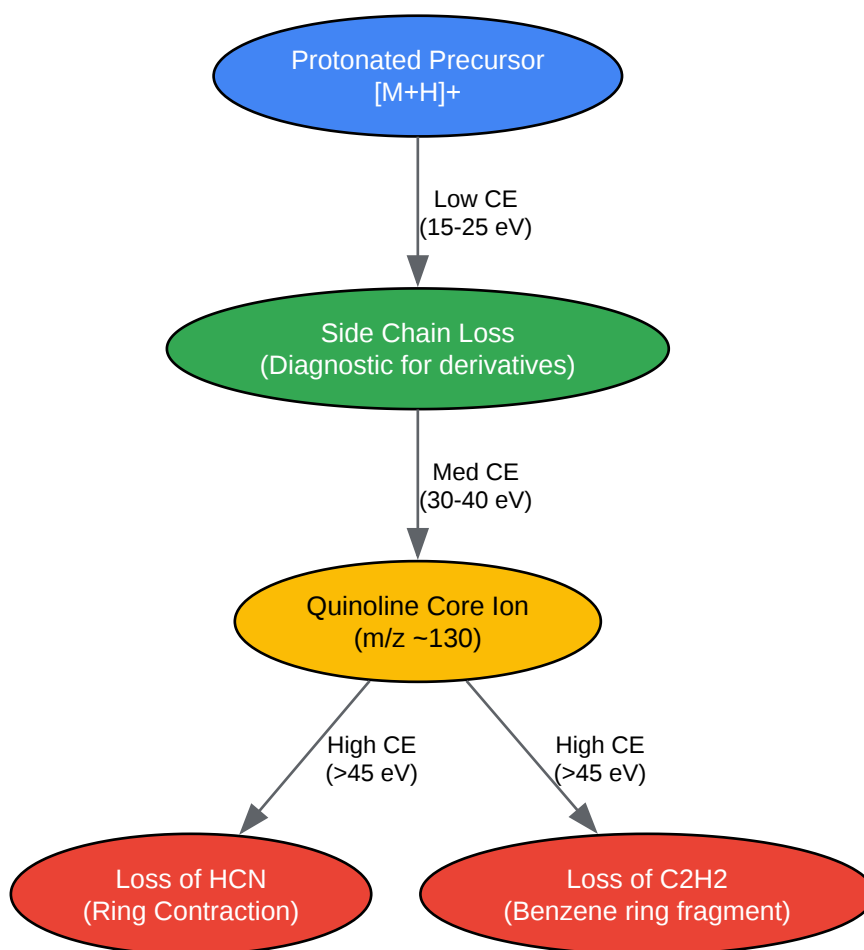 Protonated Precursor
[M+H]+
Low CE
(15-25 eV)
Side Chain Loss
(Diagnostic for derivatives)
Med CE
(30-40 eV)
Quinoline Core Ion
(m/z ~130)
High CE
(>45 eV)
High CE
(>45 eV)
Loss of HCN
(Ring Contraction)
Loss of C2H2
(Benzene ring fragment)